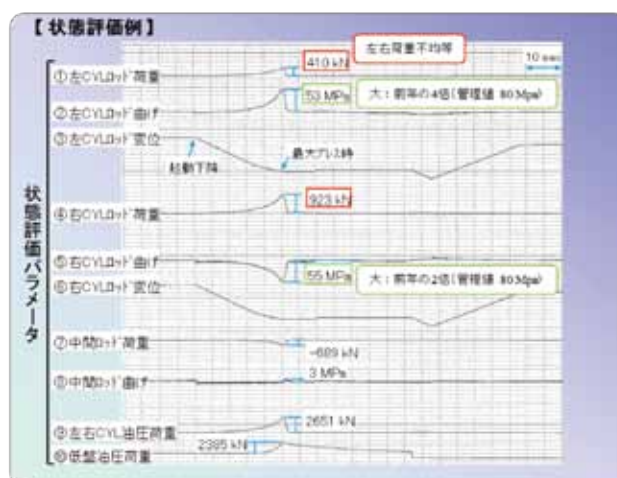 【 状態評価例 】
左右荷重不均等
10 sec
410 kN
①左CYLロッド荷重
53 MPa
大：前年の4倍（管理値 80Mpa）
②左CYLロッド曲げ
③左CYLロッド変位
起動下降
最大プレス時
状態評価パラメータ
923 kN
④右CYLロッド荷重
⑤右CYLロッド曲げ
55 MPa
大：前年の2倍（管理値 80Mpa）
⑥右CYLロッド変位
⑦中間ロッド荷重
-689 kN
3 MPa
⑧中間ロッド曲げ
2651 kN
⑨左右CYL油圧荷重
2385 kN
⑩低盤油圧荷重